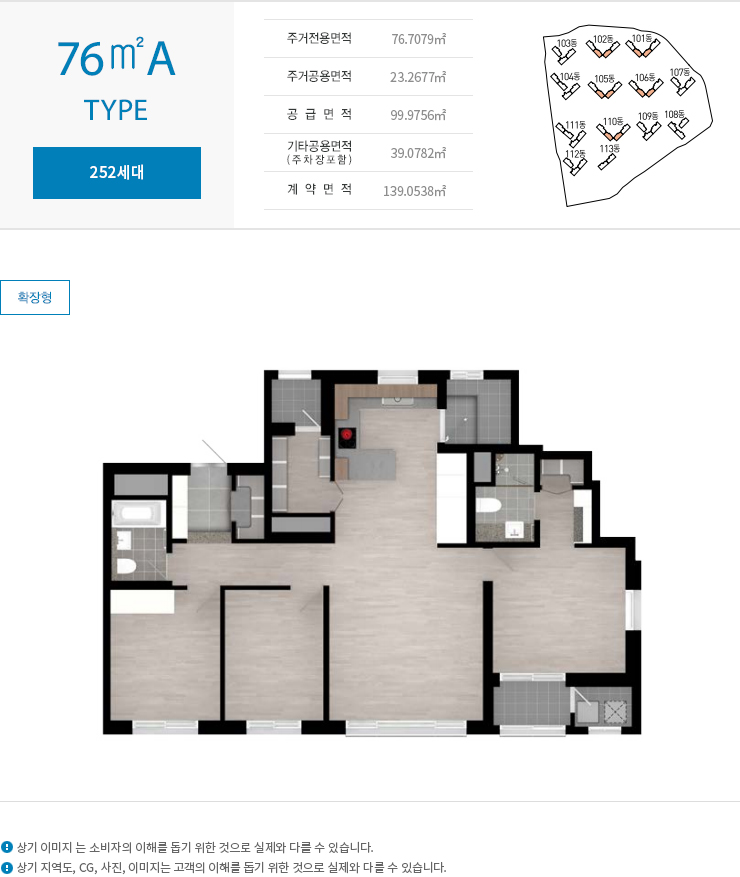 76㎡A
TYPE
252세대
주거전용면적 76.7079㎡
주거공용면적 23.2677㎡
공 급 면 적 99.9756㎡
기타공용면적
(주차장포함) 39.0782㎡
계 약 면 적 139.0538㎡
103동 102동 101동
104동 105동 106동 107동
111동 110동 109동 108동
112동 113동
확장형
상기 이미지 는 소비자의 이해를 돕기 위한 것으로 실제와 다를 수 있습니다.
상기 지역도, CG, 사진, 이미지는 고객의 이해를 돕기 위한 것으로 실제와 다를 수 있습니다.